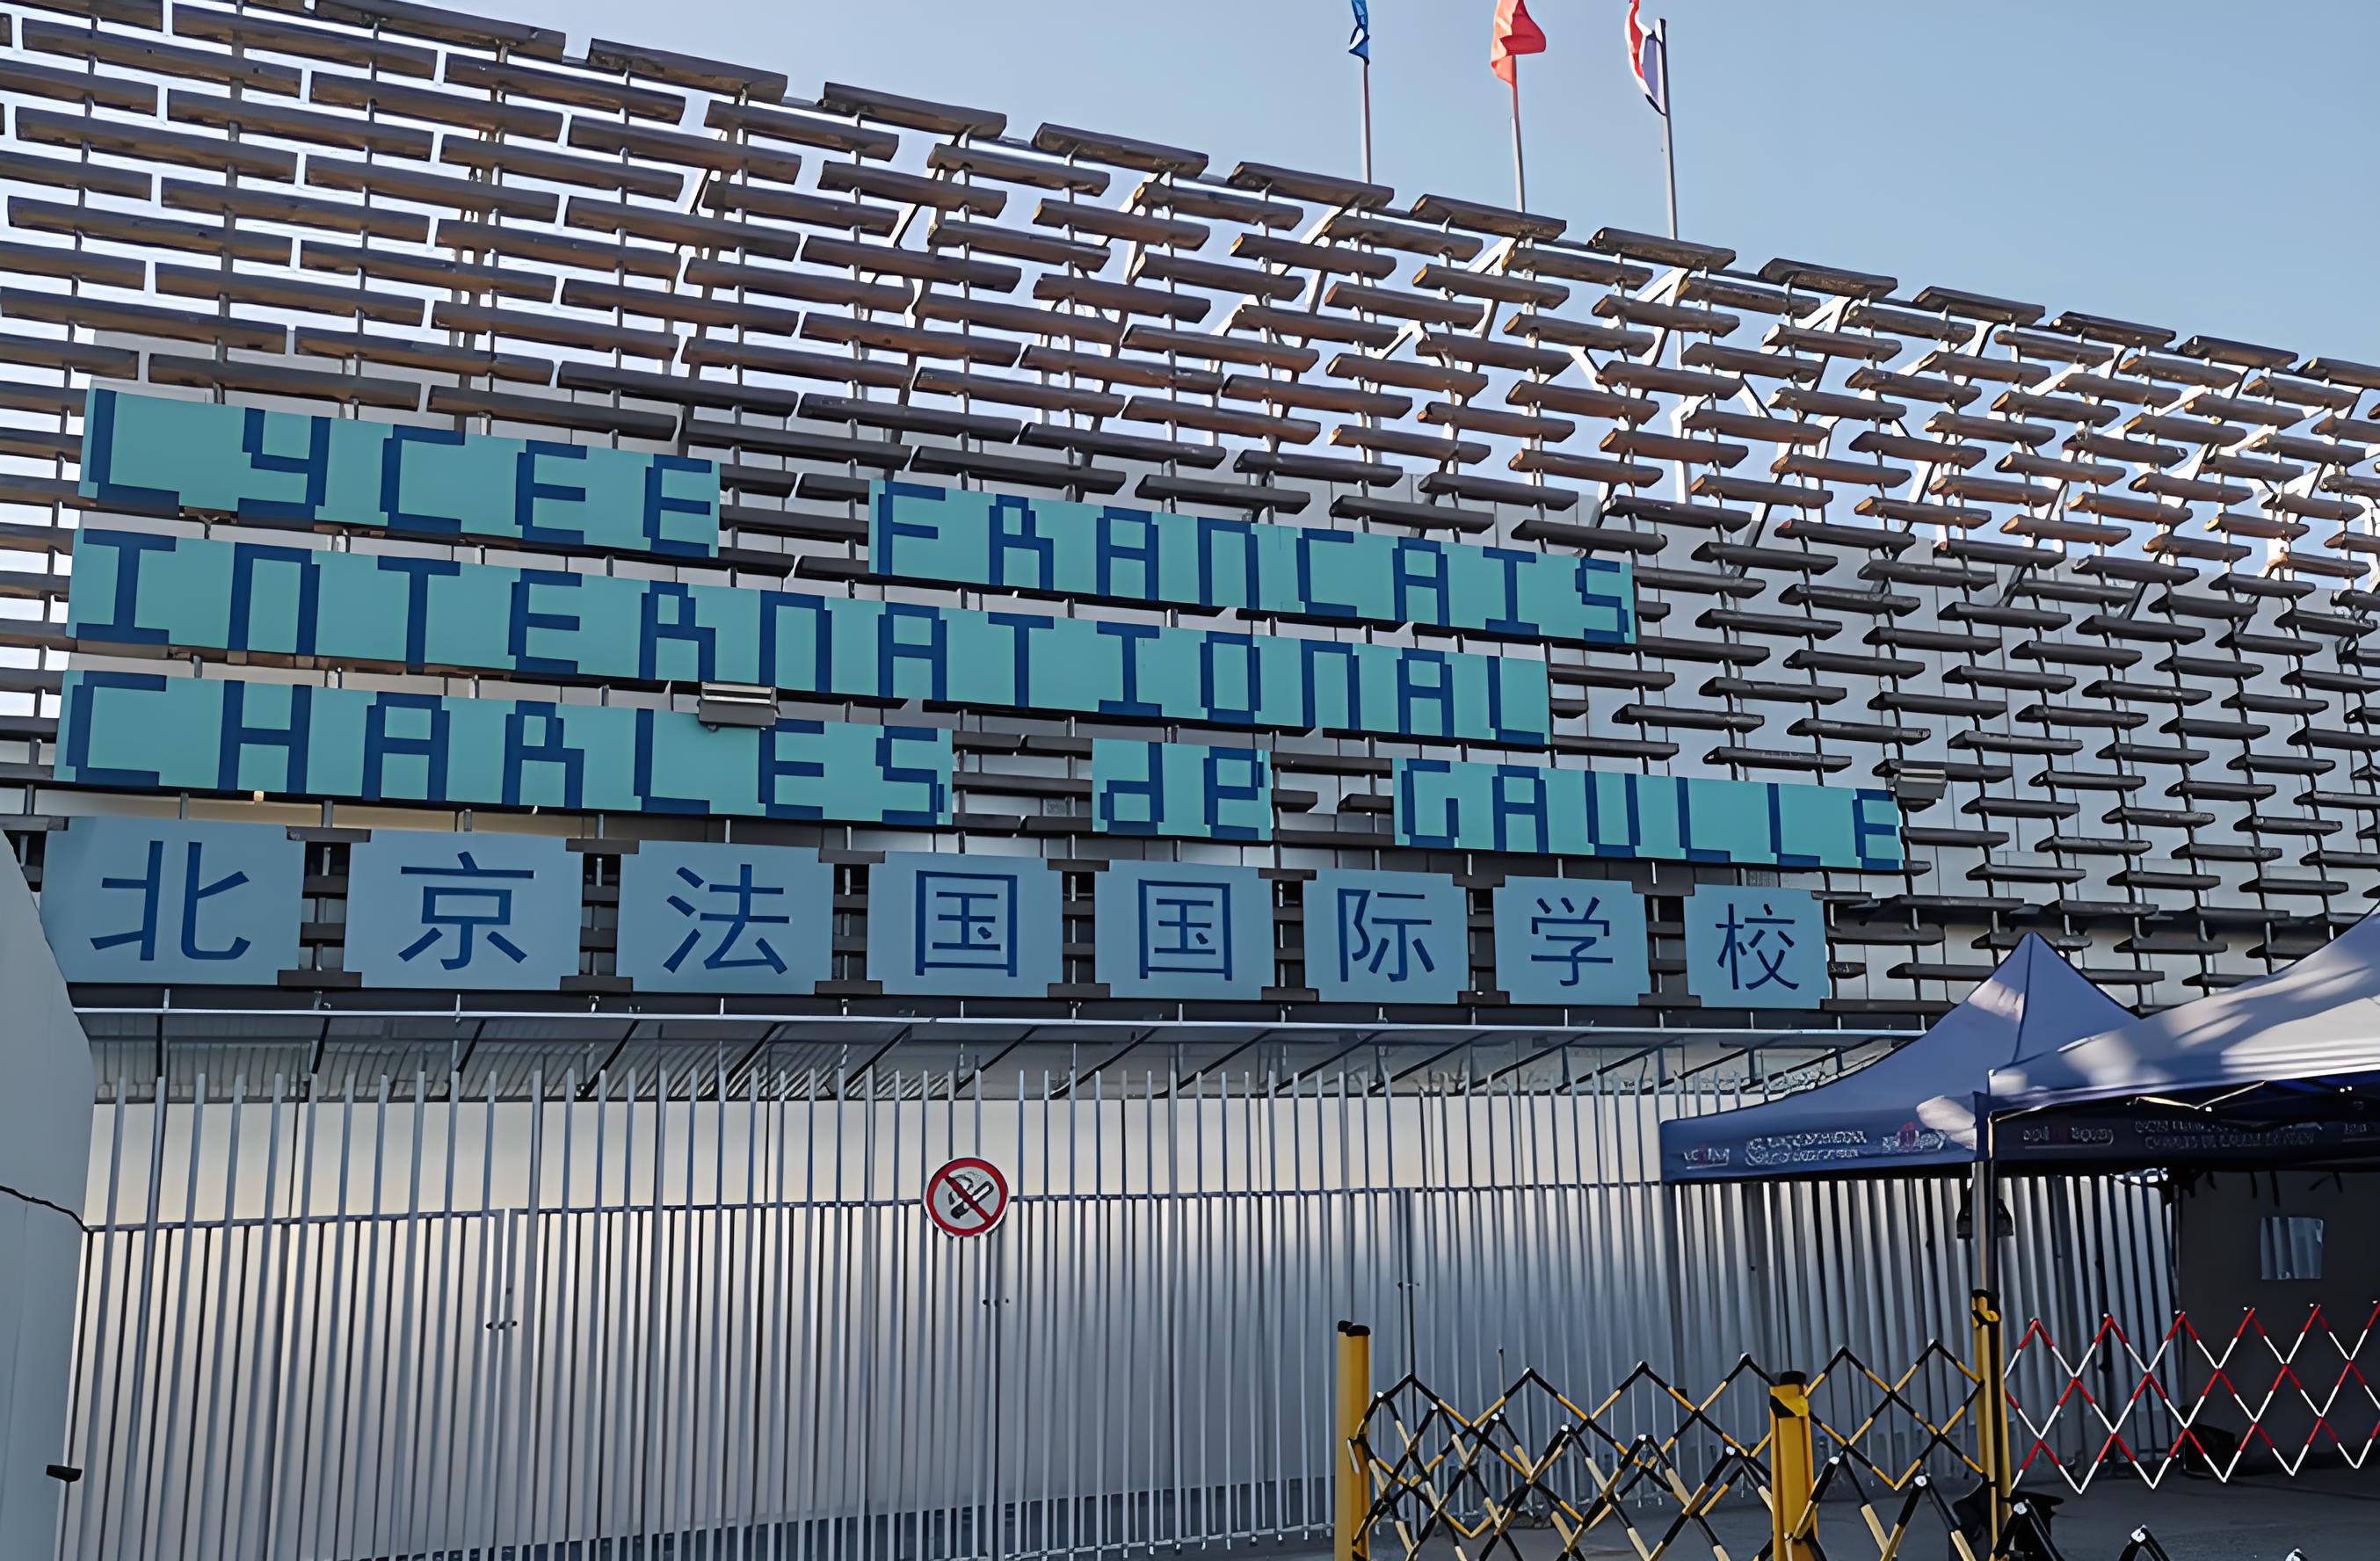 LYCEE FRANCAIS
INTERNATIONAL
CHARLES de GAULLE
北京法国国际学校